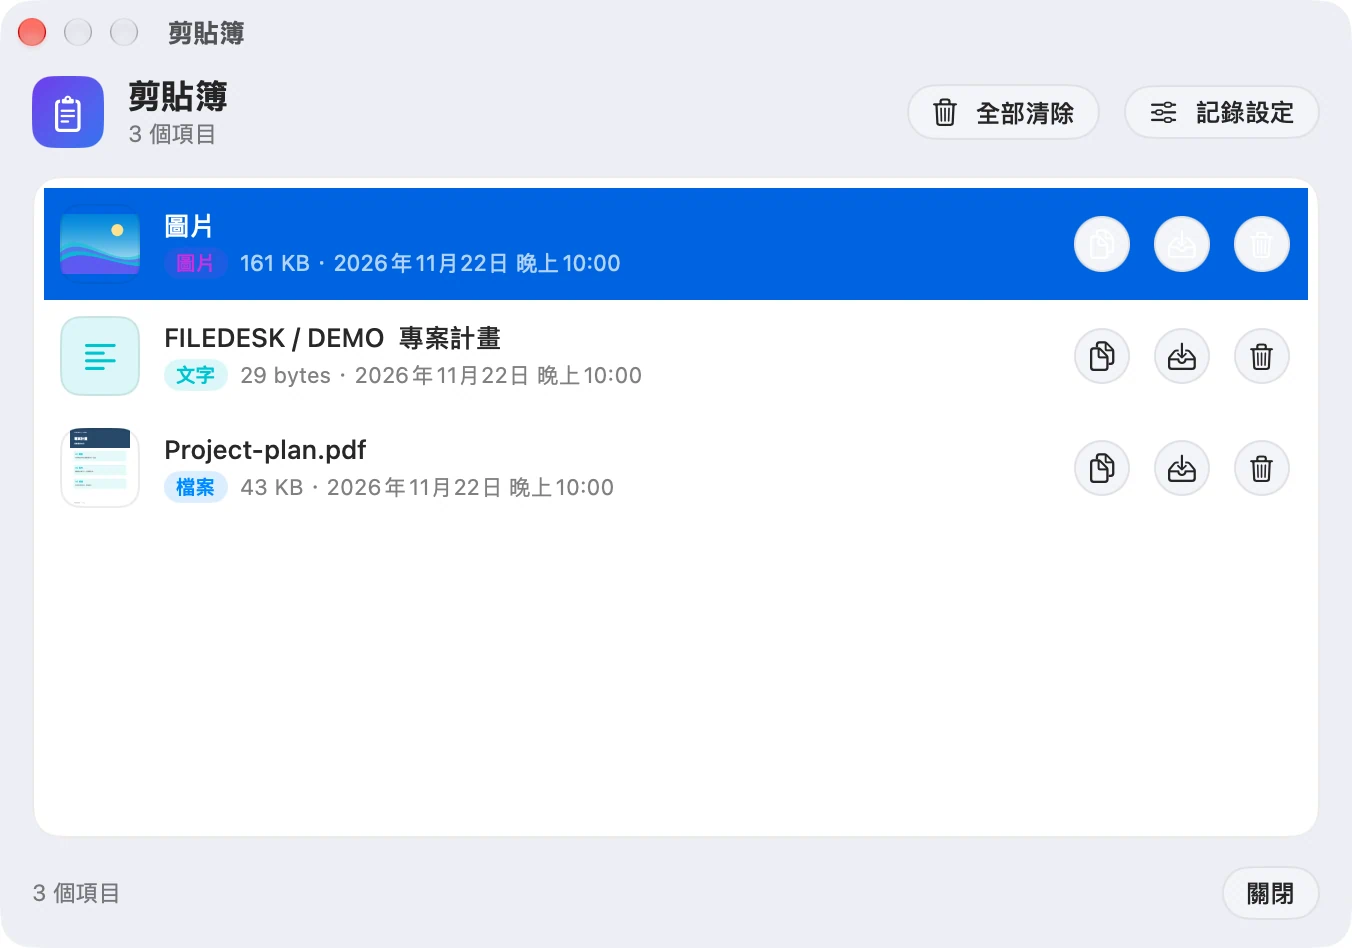 剪貼簿
剪貼簿
3 個項目
全部清除
記錄設定
圖片
圖片 161 KB · 2026年11月22日 晚上10:00
FILEDESK / DEMO 專案計畫
文字 29 bytes · 2026年11月22日 晚上10:00
Project-plan.pdf
檔案 43 KB · 2026年11月22日 晚上10:00
3 個項目
關閉